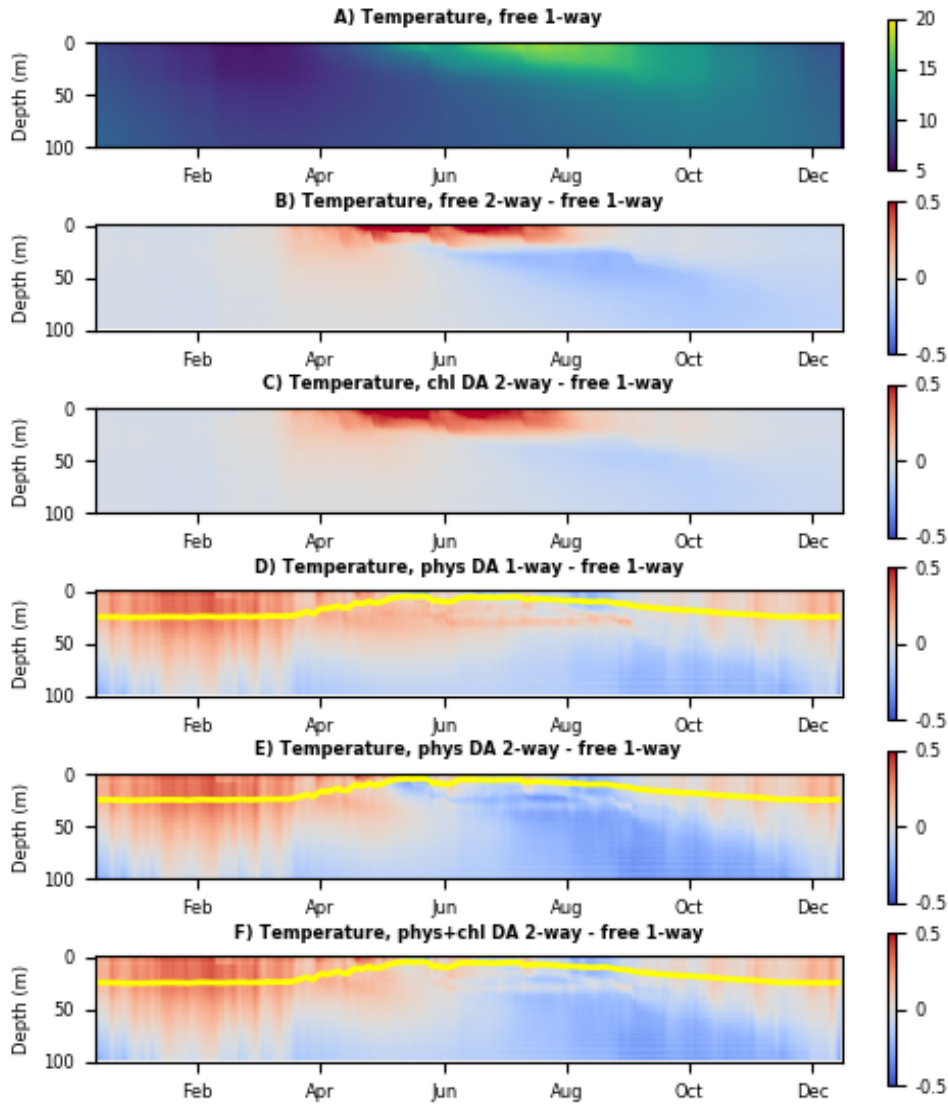 A) Temperature, free 1-way
Depth (m)
0
50
100
Feb Apr Jun Aug Oct Dec
20
15
10
5
B) Temperature, free 2-way - free 1-way
Depth (m)
0
50
100
Feb Apr Jun Aug Oct Dec
0.5
0
-0.5
C) Temperature, chl DA 2-way - free 1-way
Depth (m)
0
50
100
Feb Apr Jun Aug Oct Dec
0.5
0
-0.5
D) Temperature, phys DA 1-way - free 1-way
Depth (m)
0
50
100
Feb Apr Jun Aug Oct Dec
0.5
0
-0.5
E) Temperature, phys DA 2-way - free 1-way
Depth (m)
0
50
100
Feb Apr Jun Aug Oct Dec
0.5
0
-0.5
F) Temperature, phys+chl DA 2-way - free 1-way
Depth (m)
0
50
100
Feb Apr Jun Aug Oct Dec
0.5
0
-0.5